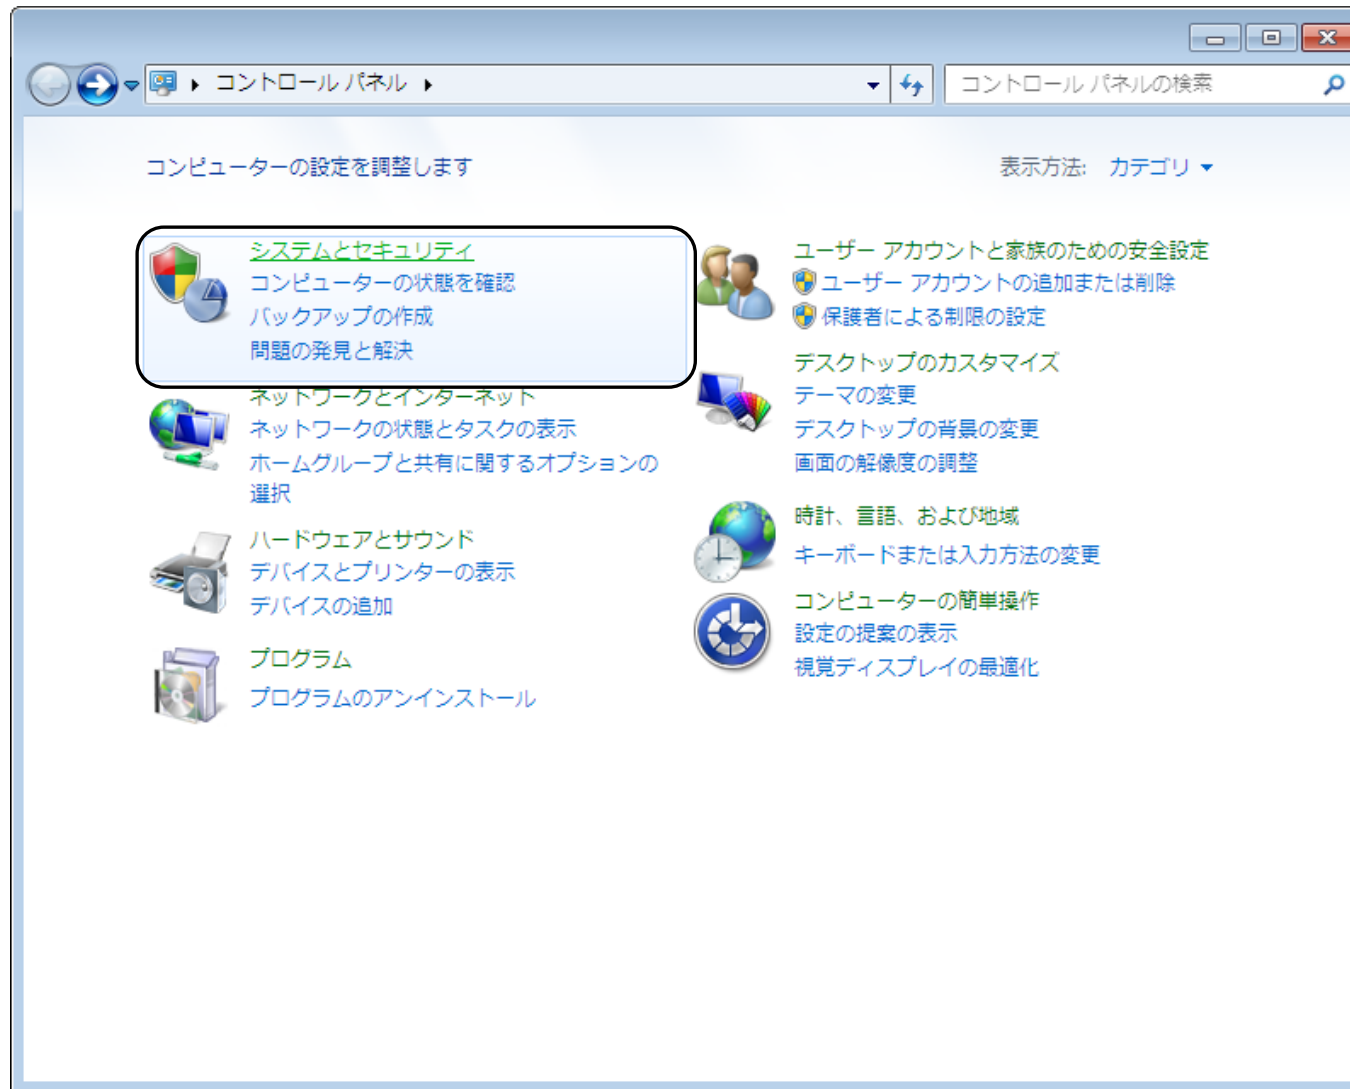 コントロール パネル
コントロール パネルの検索
コンピューターの設定を調整します
表示方法: カテゴリ
システムとセキュリティ
コンピューターの状態を確認
バックアップの作成
問題の発見と解決
ネットワークとインターネット
ネットワークの状態とタスクの表示
ホームグループと共有に関するオプションの
選択
ハードウェアとサウンド
デバイスとプリンターの表示
デバイスの追加
プログラム
プログラムのアンインストール
ユーザー アカウントと家族のための安全設定
ユーザー アカウントの追加または削除
保護者による制限の設定
デスクトップのカスタマイズ
テーマの変更
デスクトップの背景の変更
画面の解像度の調整
時計、言語、および地域
キーボードまたは入力方法の変更
コンピューターの簡単操作
設定の提案の表示
視覚ディスプレイの最適化